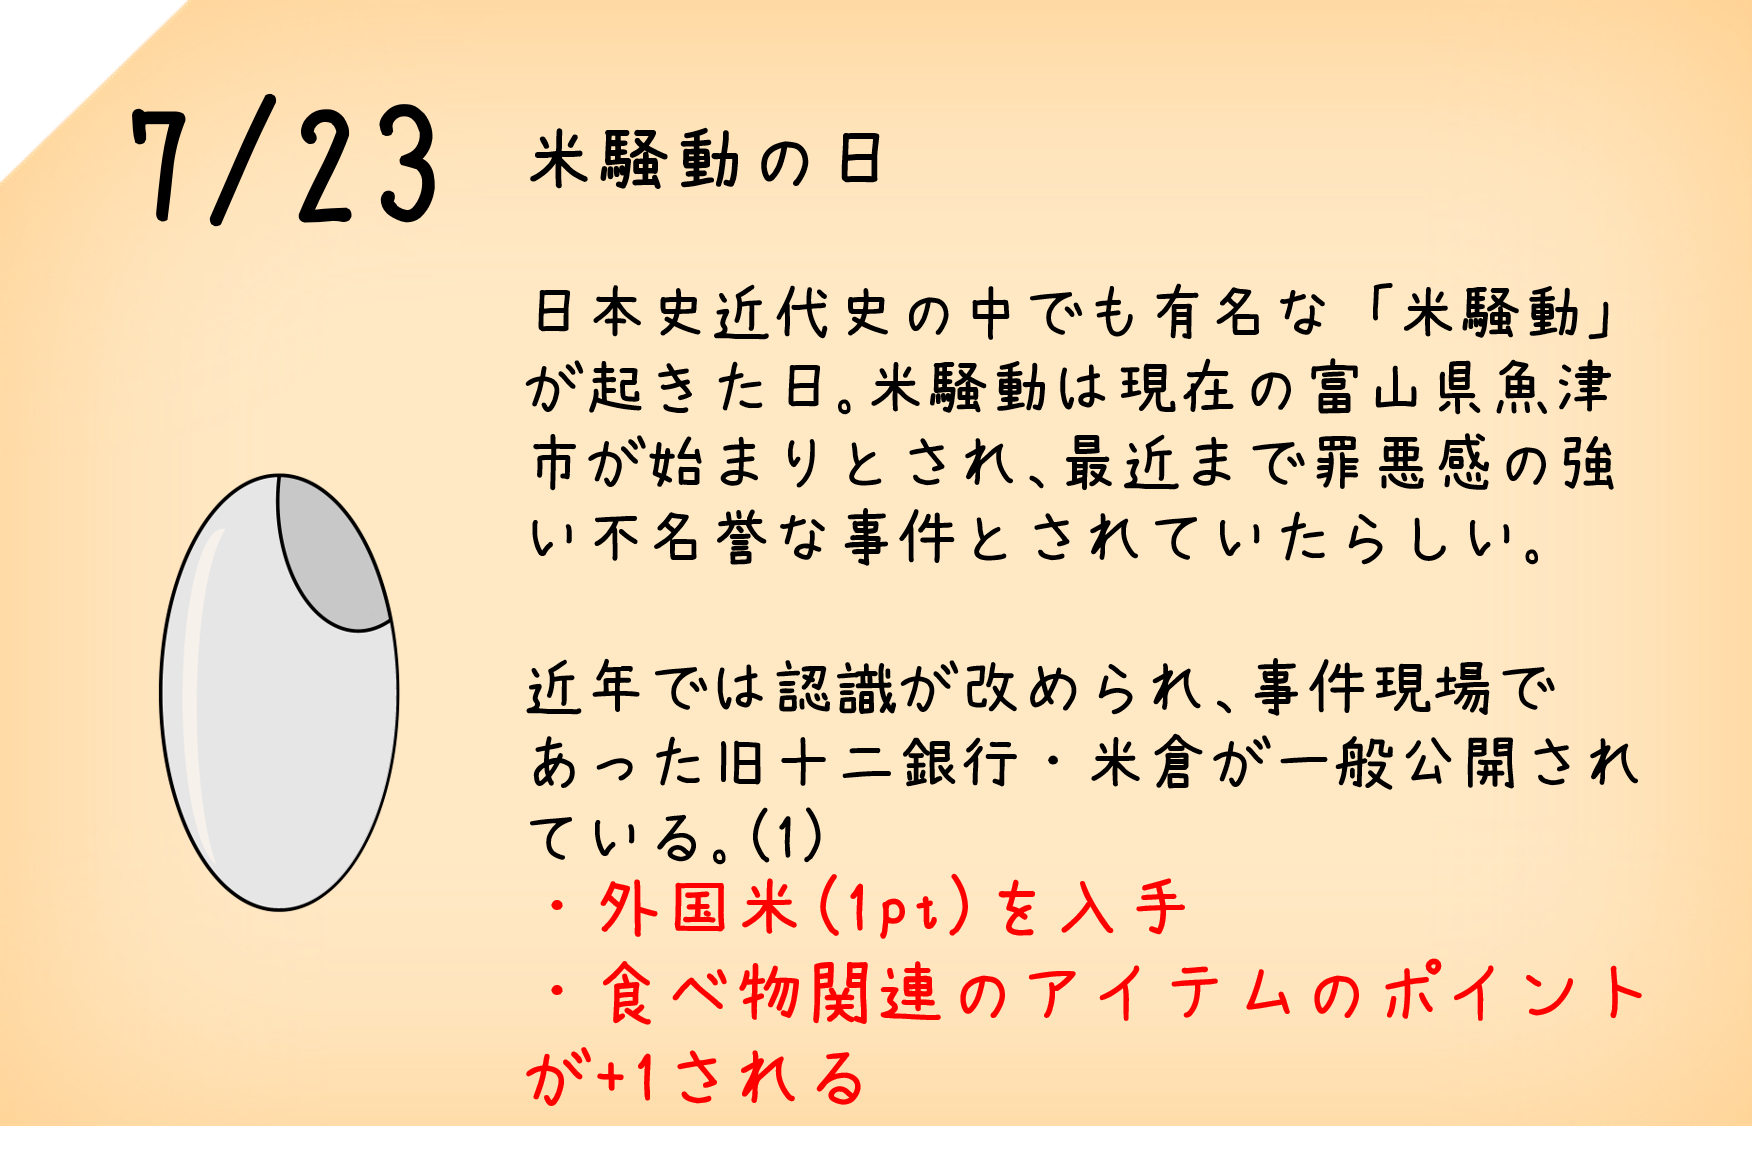 7/23
米騒動の日
日本史近代史の中でも有名な「米騒動」
が起きた日。米騒動は現在の富山県魚津
市が始まりとされ、最近まで罪悪感の強
い不名誉な事件とされていたらしい。
近年では認識が改められ、事件現場で
あった旧十二銀行・米倉が一般公開され
ている。(1)
・外国米(1pt)を入手
・食べ物関連のアイテムのポイント
が+1される